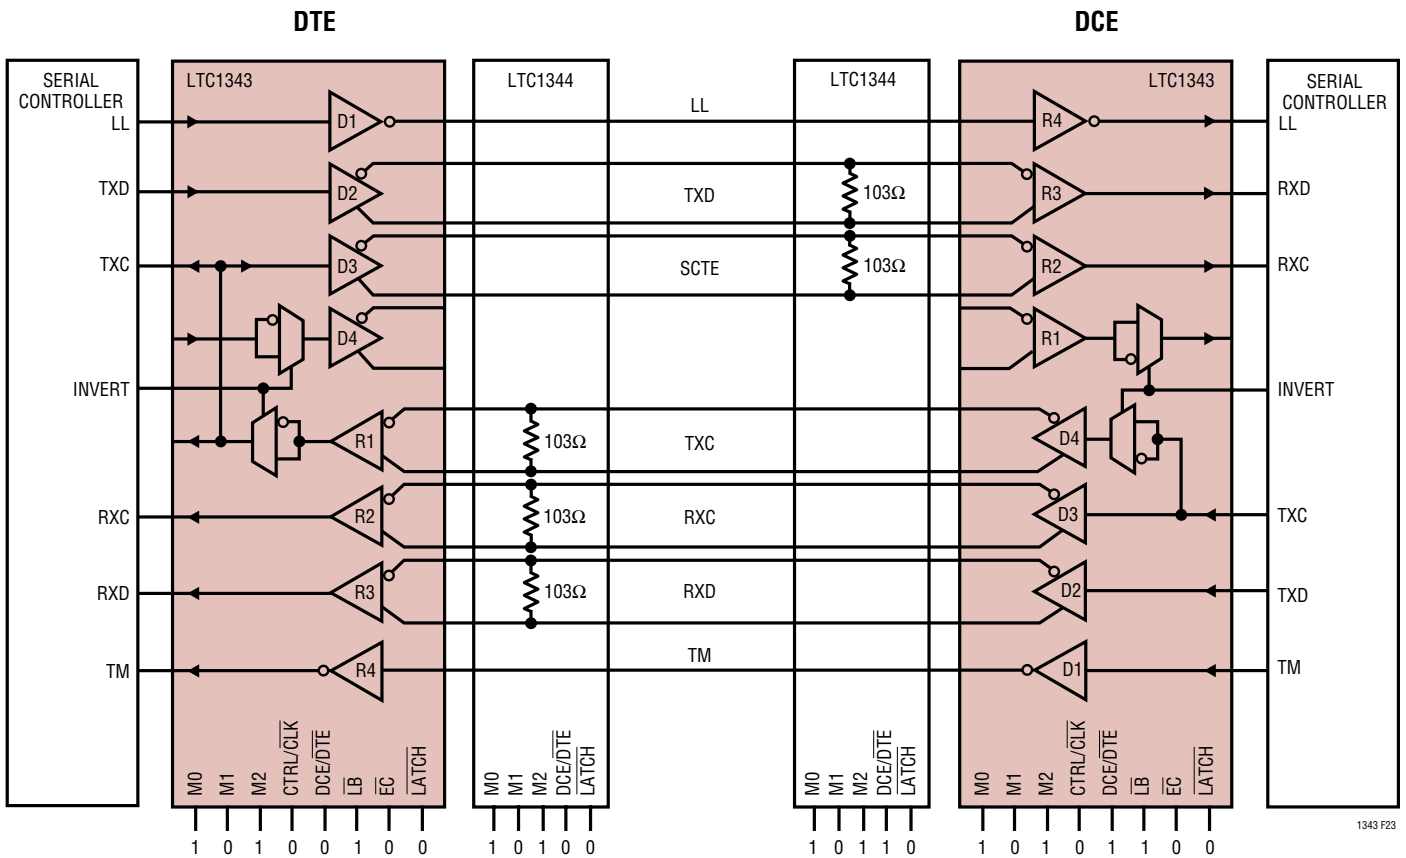 DTE
DCE
SERIAL
CONTROLLER
LTC1343
LTC1344
LTC1344
LTC1343
SERIAL
CONTROLLER
LL
D1
LL
R4
LL
TXD
D2
TXD
103Ω
R3
RXD
TXC
D3
SCTE
103Ω
R2
RXC
D4
R1
INVERT
INVERT
R1
103Ω
TXC
D4
RXC
R2
103Ω
RXC
D3
TXC
RXD
R3
103Ω
RXD
D2
TXD
TM
R4
TM
D1
TM
M0 M1 M2 CTRL/CLK DCE/DTE LB EC LATCH
M0 M1 M2 DCE/DTE LATCH
M0 M1 M2 DCE/DTE LATCH
M0 M1 M2 CTRL/CLK DCE/DTE LB EC LATCH
1 0 1 0 0 1 0 0
1 0 1 0 0
1 0 1 1 0
1 0 1 0 1 1 0 0
1343 F23